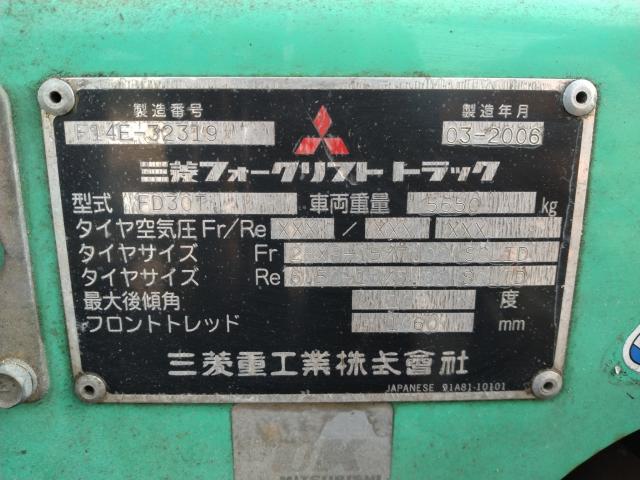 製造番号 製造年月
F14E-32319 03-2006
三菱フォークリフト トラック
型式 FD30T 車両重量 kg
タイヤ空気圧 Fr/Re XXX / XXX XXX
タイヤサイズ Fr
タイヤサイズ Re
最大後傾角 度
フロントトレッド mm
三菱重工業株式會社
JAPANESE 91A81-10101
MITSUBISHI